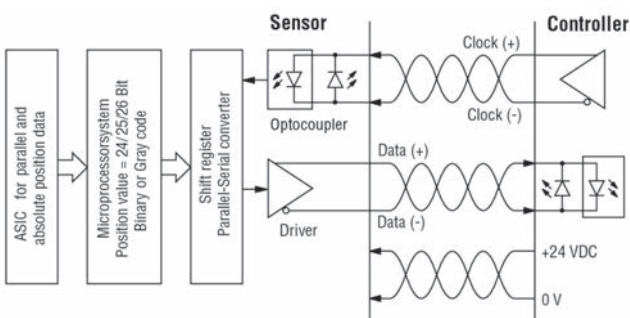 Sensor
Controller
Clock (+)
Clock (-)
Optocoupler
ASIC for parallel and
absolute position data
Microprocessorsystem
Position value = 24/25/26 Bit
Binary or Gray code
Shift register
Parallel-Serial converter
Data (+)
Data (-)
Driver
+24 VDC
0 V